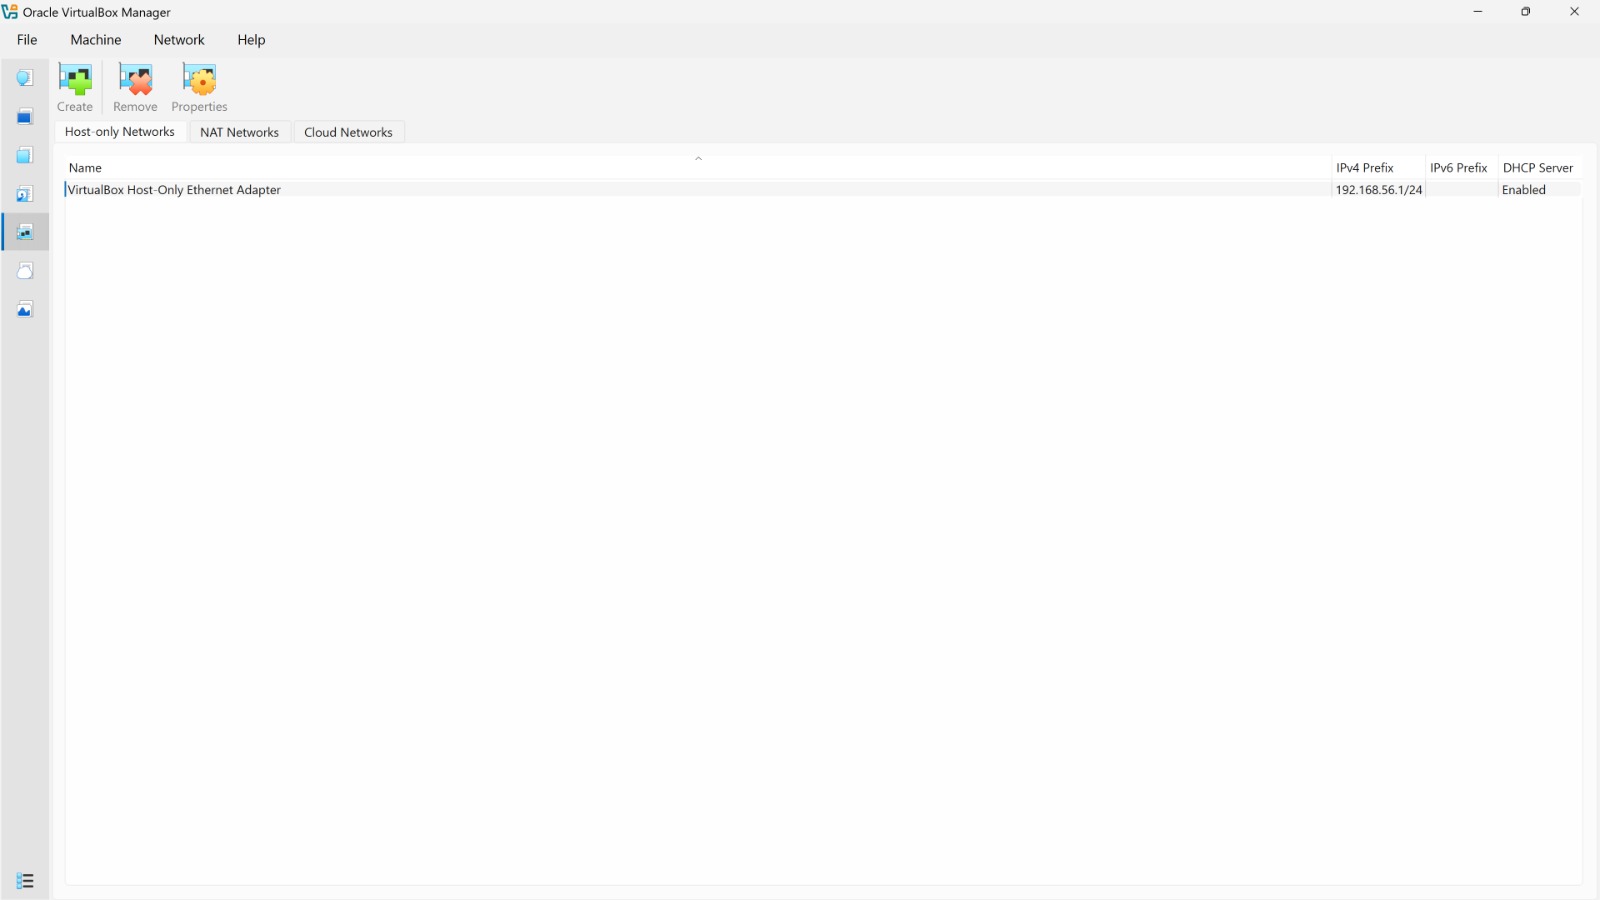 Oracle VirtualBox Manager
File Machine Network Help
Create Remove Properties
Host-only Networks NAT Networks Cloud Networks
Name IPv4 Prefix IPv6 Prefix DHCP Server
VirtualBox Host-Only Ethernet Adapter 192.168.56.1/24 Enabled